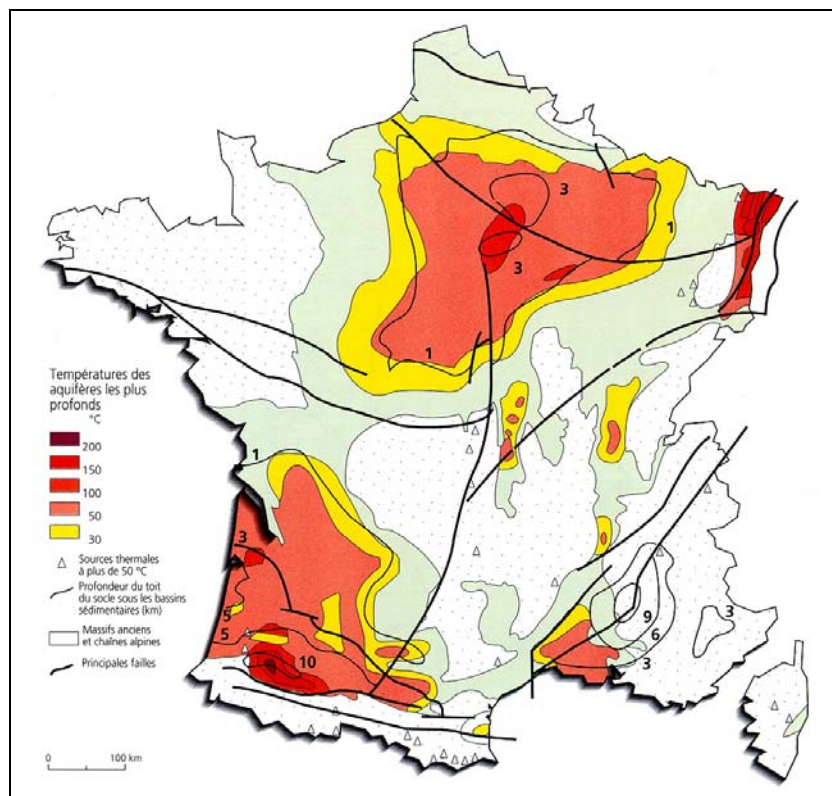 3
1
3
1
Températures des
aquifères les plus
profonds
°C
200
150
100
50
30
Sources thermales
à plus de 50 °C
Profondeur du toit
du socle sous les bassins
sédimentaires (km)
Massifs anciens
et chaînes alpines
Principales failles
1
3
5
5
10
9
6
3
3
0 100 km